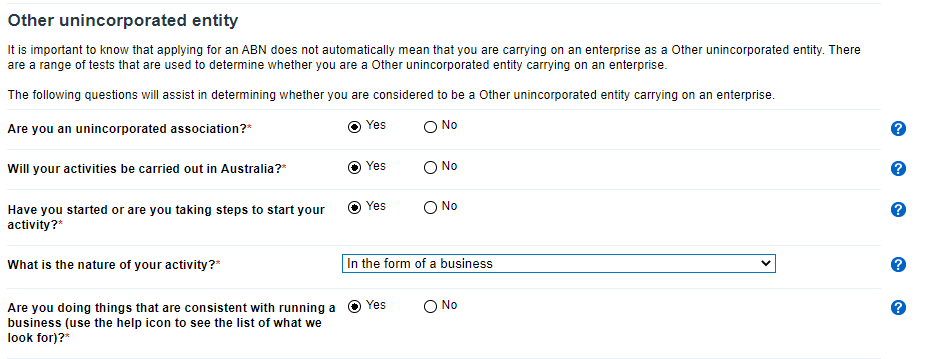 Other unincorporated entity
It is important to know that applying for an ABN does not automatically mean that you are carrying on an enterprise as a Other unincorporated entity. There
are a range of tests that are used to determine whether you are a Other unincorporated entity carrying on an enterprise.
The following questions will assist in determining whether you are considered to be a Other unincorporated entity carrying on an enterprise.
Are you an unincorporated association?* Yes No ?
Will your activities be carried out in Australia?* Yes No ?
Have you started or are you taking steps to start your Yes No ?
activity?*
What is the nature of your activity?* In the form of a business ?
Are you doing things that are consistent with running a Yes No ?
business (use the help icon to see the list of what we
look for)?*